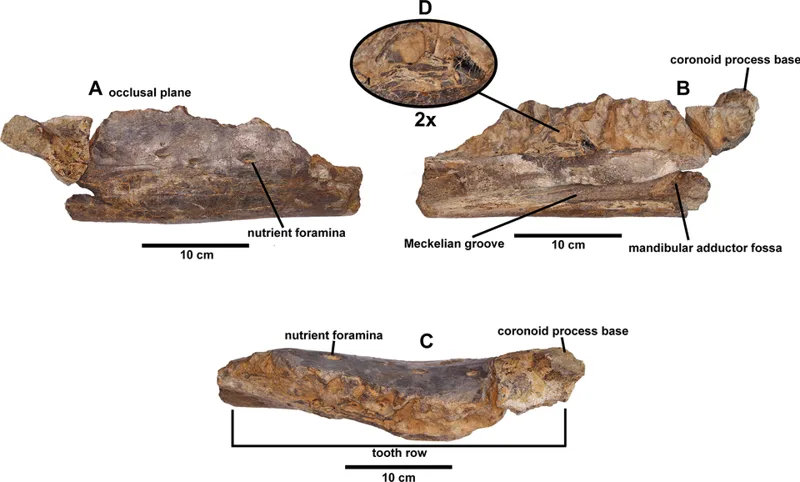 D
coronoid process base
A occlusal plane
B
2x
nutrient foramina
Meckelian groove
mandibular adductor fossa
10 cm
10 cm
nutrient foramina
C
coronoid process base
tooth row
10 cm